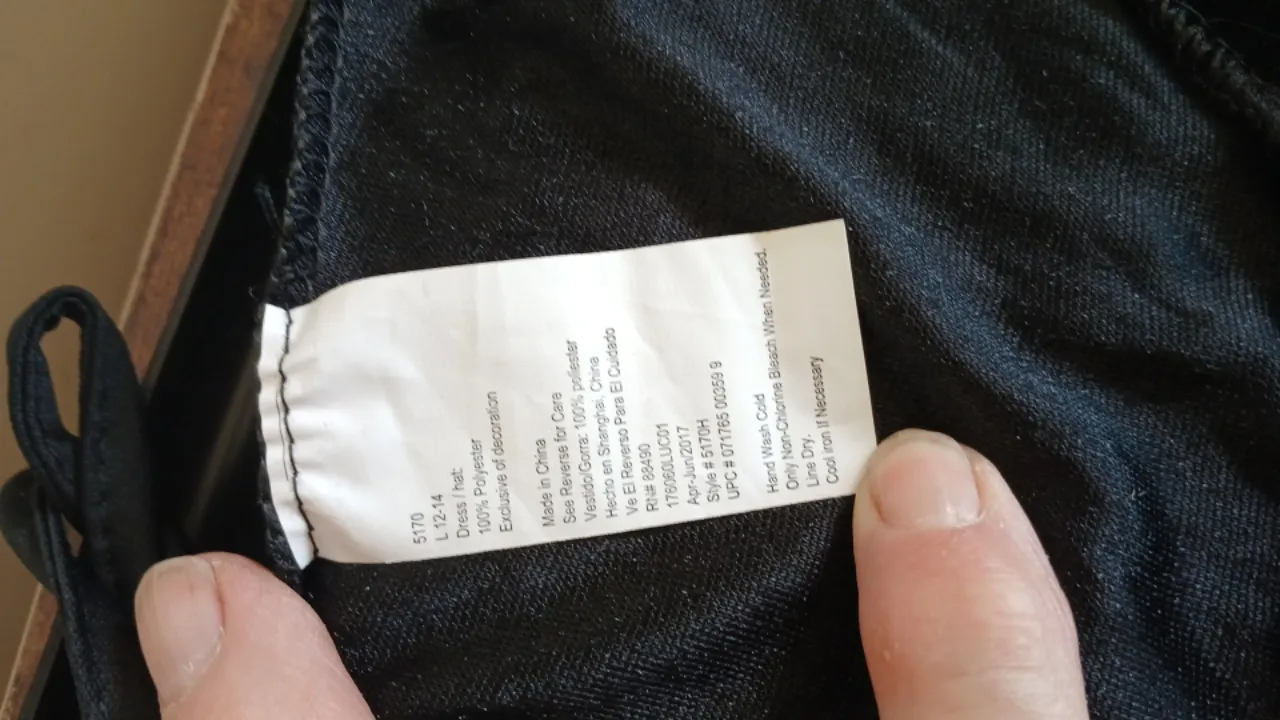 5170
L 12-14
Dress / hat:
100% Polyester
Exclusive of decoration
Made in China
See Reverse for Care
Vestido/Gorra: 100% poliester
Hecho en Shanghai, China
Ve El Reverso Para El Cuidado
RN# 88490
176060LUC01
Apr-Jun/2017
Style # 5170H
UPC # 071765 00359 9
Hand Wash Cold
Only Non-Chlorine Bleach When Needed.
Line Dry.
Cool iron If Necessary